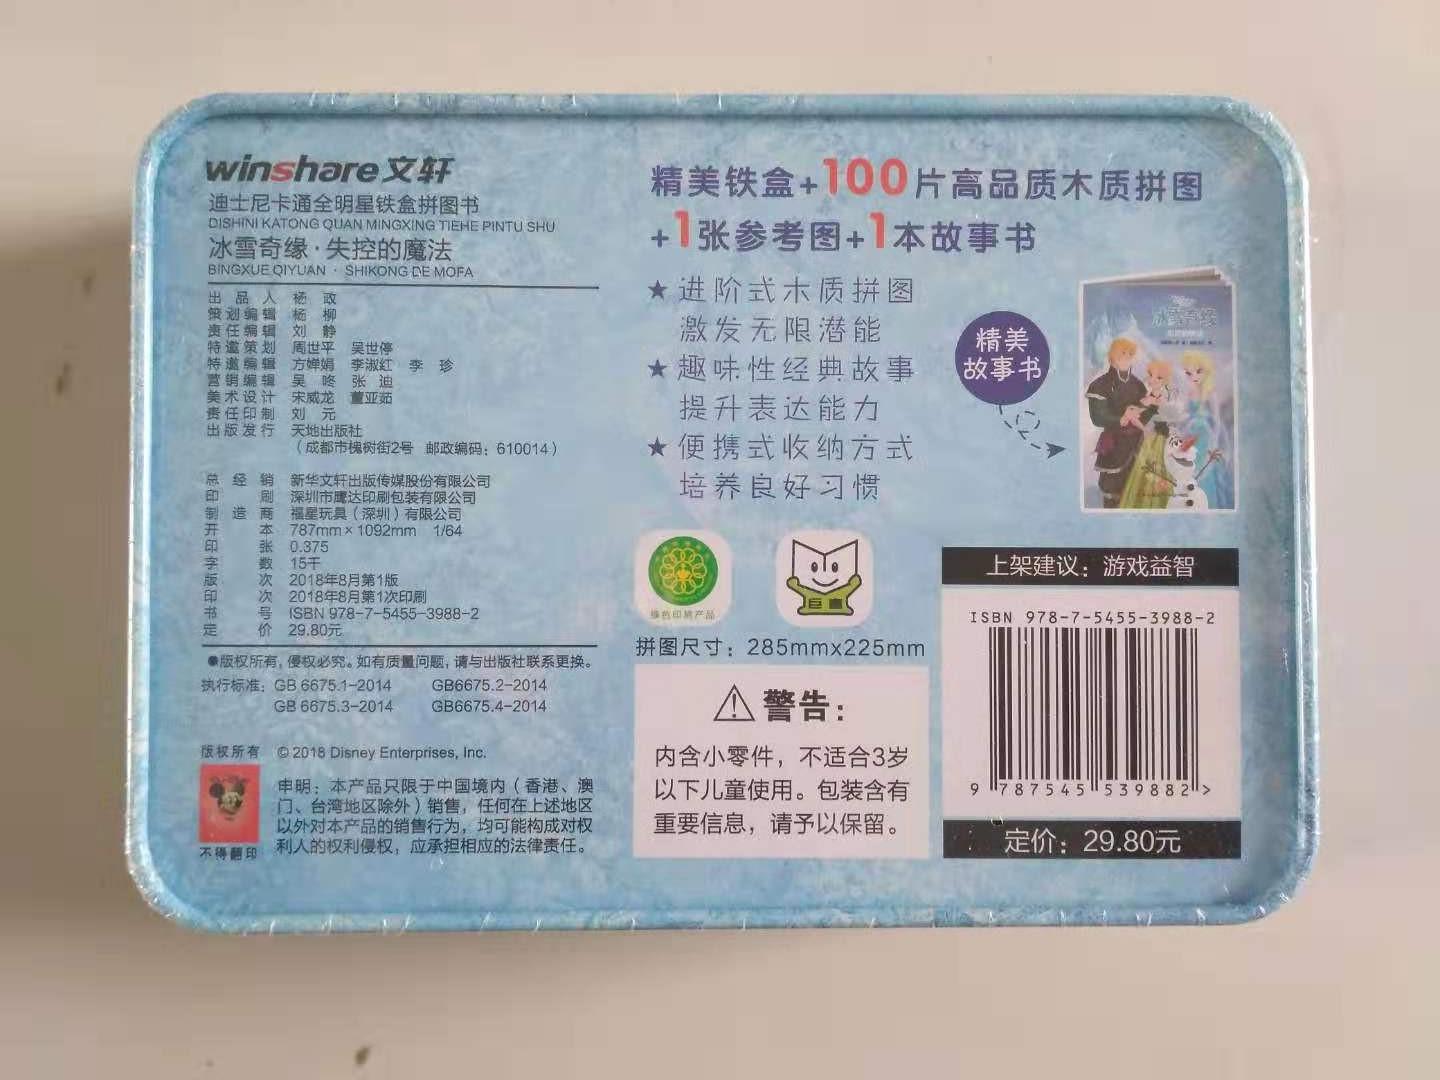 winshare文轩
迪士尼卡通全明星铁盒拼图书
DISHINI KATONG QUAN MINGXING TIEHE PINTU SHU
冰雪奇缘·失控的魔法
BINGXUE QIYUAN · SHIKONG DE MOFA
出品人 杨 政
策划编辑 杨 柳
责任编辑 刘 静
特邀策划 周世平 吴世停
特邀编辑 方婵娟 李淑红 李 珍
营销编辑 吴 咚 张 迪
美术设计 宋威龙 董亚茹
责任印制 刘 元
出版发行 天地出版社
（成都市槐树街2号 邮政编码：610014）
总经销 新华文轩出版传媒股份有限公司
印刷 深圳市鹰达印刷包装有限公司
制造商 福星玩具（深圳）有限公司
开本 787mm×1092mm 1/64
印张 0.375
字数 15千
版次 2018年8月第1版
印次 2018年8月第1次印刷
书号 ISBN 978-7-5455-3988-2
定价 29.80元
●版权所有，侵权必究。如有质量问题，请与出版社联系更换。
执行标准：GB 6675.1-2014 GB6675.2-2014
GB 6675.3-2014 GB6675.4-2014
版权所有 © 2018 Disney Enterprises, Inc.
申明：本产品只限于中国境内（香港、澳
门、台湾地区除外）销售，任何在上述地区
以外对本产品的销售行为，均可能构成对权
利人的权利侵权，应承担相应的法律责任。
不得翻印
精美铁盒+100片高品质木质拼图
+1张参考图+1本故事书
★ 进阶式木质拼图
激发无限潜能
★ 趣味性经典故事
提升表达能力
★ 便携式收纳方式
培养良好习惯
精美
故事书
冰雪奇缘
绿色印刷产品
拼图尺寸：285mmx225mm
警告：
内含小零件，不适合3岁
以下儿童使用。包装含有
重要信息，请予以保留。
上架建议：游戏益智
ISBN 978-7-5455-3988-2
9 787545 539882 >
定价：29.80元